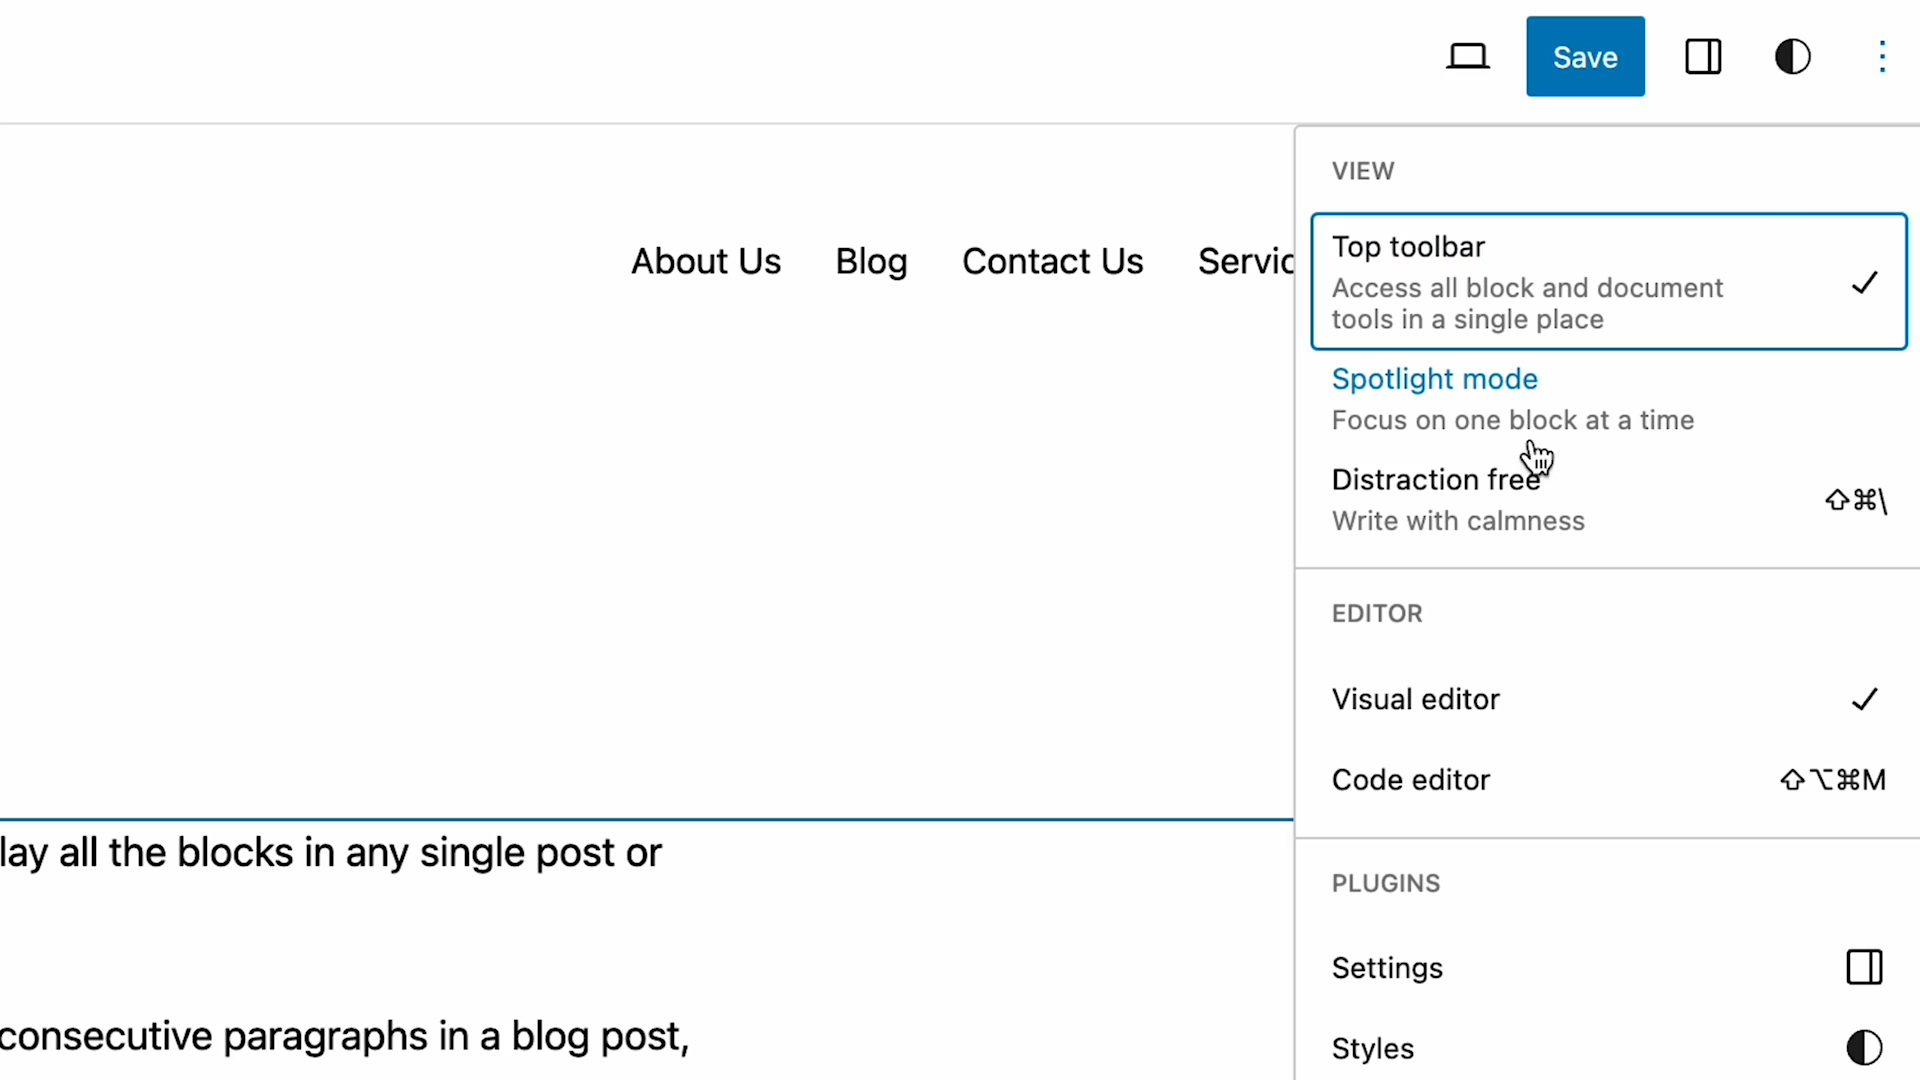 Save
VIEW
About Us Blog Contact Us Servic
Top toolbar
Access all block and document
tools in a single place
Spotlight mode
Focus on one block at a time
Distraction free
Write with calmness
⇧⌘\
EDITOR
Visual editor
Code editor ⇧⌥⌘M
lay all the blocks in any single post or
PLUGINS
Settings
consecutive paragraphs in a blog post,
Styles